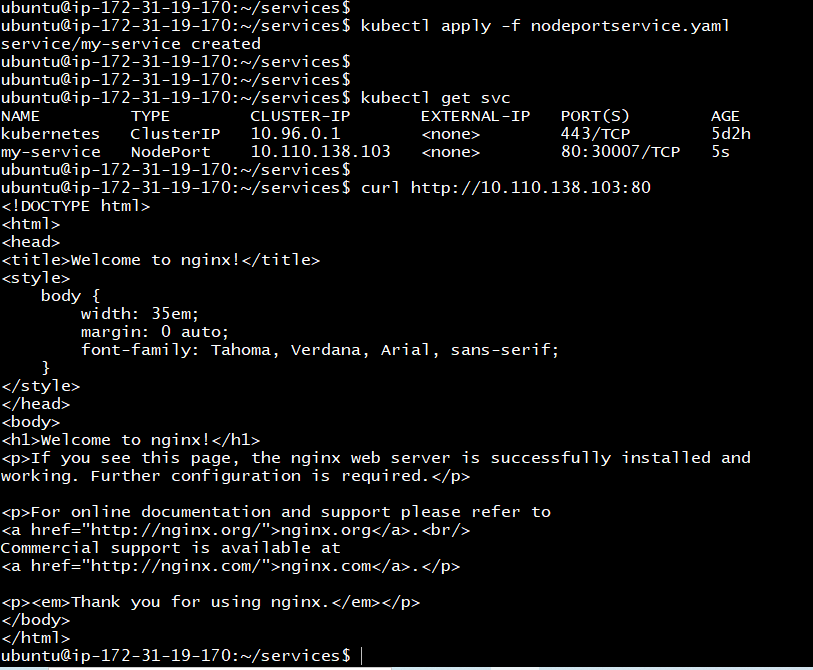 ubuntu@ip-172-31-19-170:~/services$
ubuntu@ip-172-31-19-170:~/services$ kubectl apply -f nodeportservice.yaml
service/my-service created
ubuntu@ip-172-31-19-170:~/services$
ubuntu@ip-172-31-19-170:~/services$
ubuntu@ip-172-31-19-170:~/services$ kubectl get svc
NAME         TYPE        CLUSTER-IP       EXTERNAL-IP   PORT(S)        AGE
kubernetes   ClusterIP   10.96.0.1        <none>        443/TCP        5d2h
my-service   NodePort    10.110.138.103   <none>        80:30007/TCP   5s
ubuntu@ip-172-31-19-170:~/services$
ubuntu@ip-172-31-19-170:~/services$ curl http://10.110.138.103:80
<!DOCTYPE html>
<html>
<head>
<title>Welcome to nginx!</title>
<style>
    body {
        width: 35em;
        margin: 0 auto;
        font-family: Tahoma, Verdana, Arial, sans-serif;
    }
</style>
</head>
<body>
<h1>Welcome to nginx!</h1>
<p>If you see this page, the nginx web server is successfully installed and
working. Further configuration is required.</p>

<p>For online documentation and support please refer to
<a href="http://nginx.org/">nginx.org</a>.<br/>
Commercial support is available at
<a href="http://nginx.com/">nginx.com</a>.</p>

<p><em>Thank you for using nginx.</em></p>
</body>
</html>
ubuntu@ip-172-31-19-170:~/services$